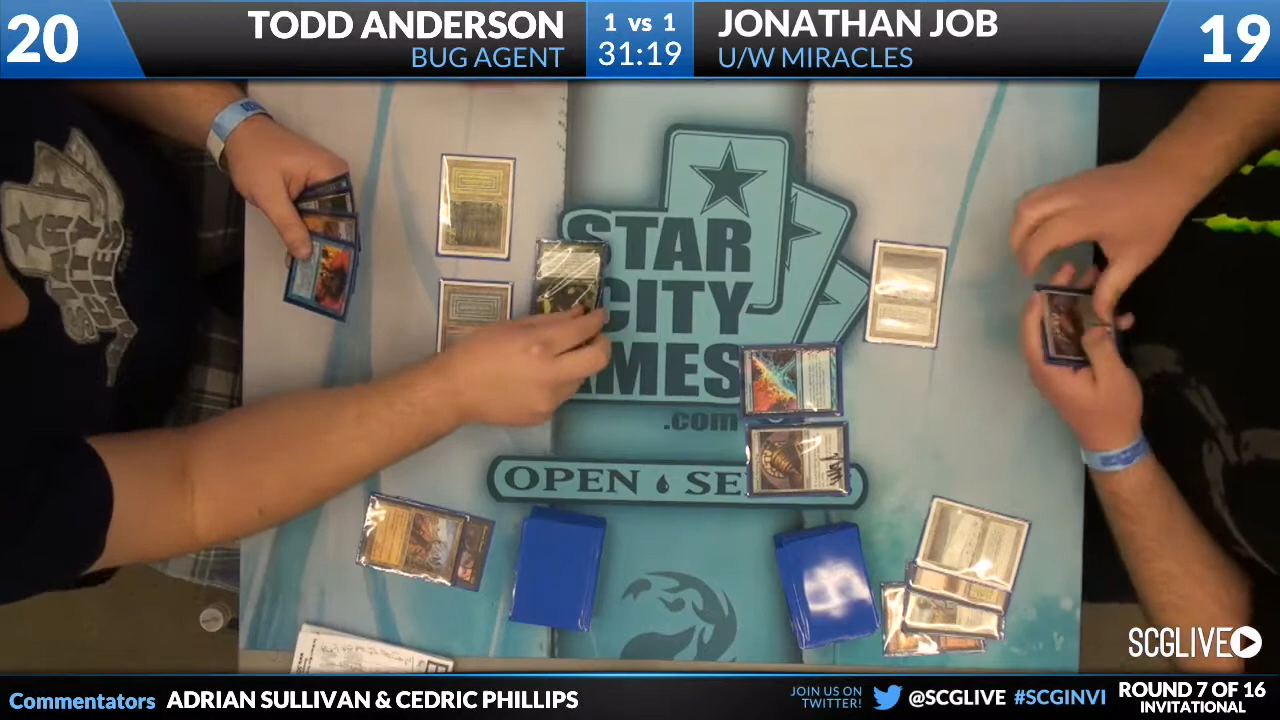 20
TODD ANDERSON
BUG AGENT
1 vs 1
31:19
JONATHAN JOB
U/W MIRACLES
19
STAR
CITY
AMES
.com
OPEN SE
SCGLIVE
Commentators ADRIAN SULLIVAN & CEDRIC PHILLIPS
JOIN US ON
TWITTER!
@SCGLIVE #SCGINVI
ROUND 7 OF 16
INVITATIONAL